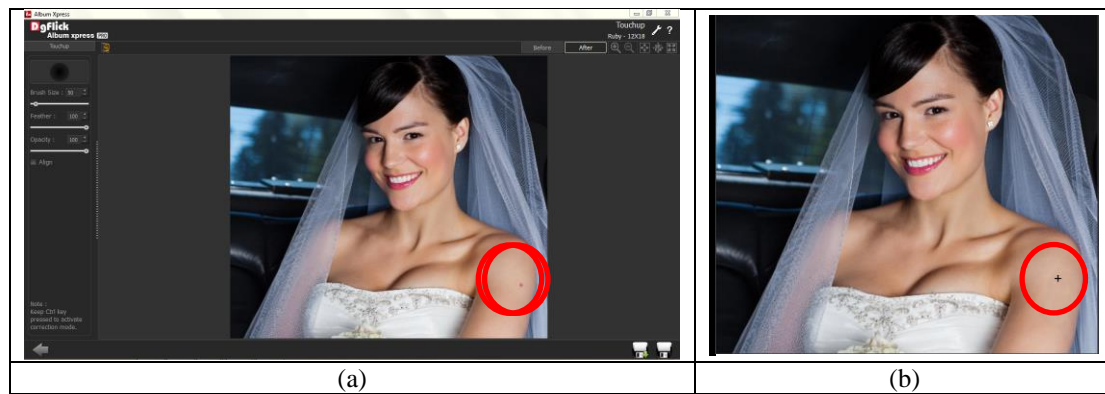 Album Xpress
DgFlick
Album xpress PRO
Touchup
Ruby - 12X18
?
Touchup
Before
After
Brush Size : 30
Feather : 100
Opacity : 100
Align
Note :
Keep Ctrl key
pressed to activate
correction mode.
(a)
(b)